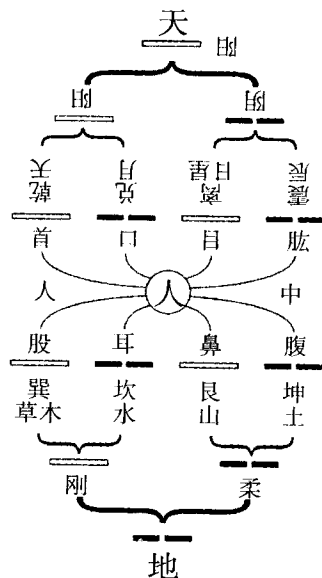 天 阳
阳 阴
天 月 日星 辰
乾 兑 离 震
首 口 目 肱
人 人 中
股 耳 鼻 腹
巽 坎 艮 坤
草木 水 山 土
刚 柔
地